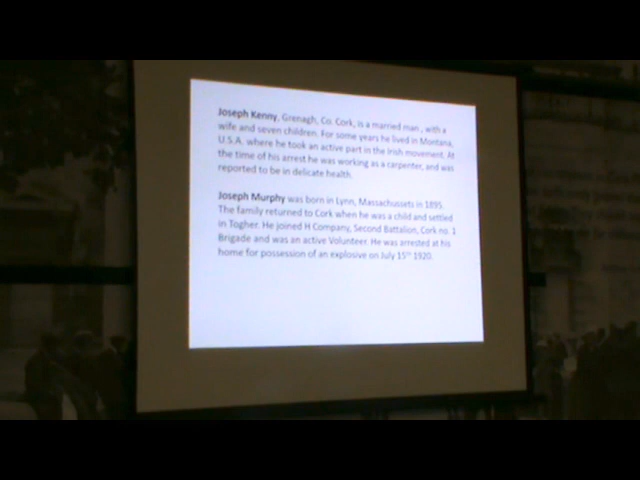 Joseph Kenny, Grenagh, Co. Cork, is a married man , with a
wife and seven children. For some years he lived in Montana,
U.S.A. where he took an active part in the Irish movement. At
the time of his arrest he was working as a carpenter, and was
reported to be in delicate health.
Joseph Murphy was born in Lynn, Massachussets in 1895.
The family returned to Cork when he was a child and settled
in Togher. He joined H Company, Second Battalion, Cork no. 1
Brigade and was an active Volunteer. He was arrested at his
home for possession of an explosive on July 15th 1920.